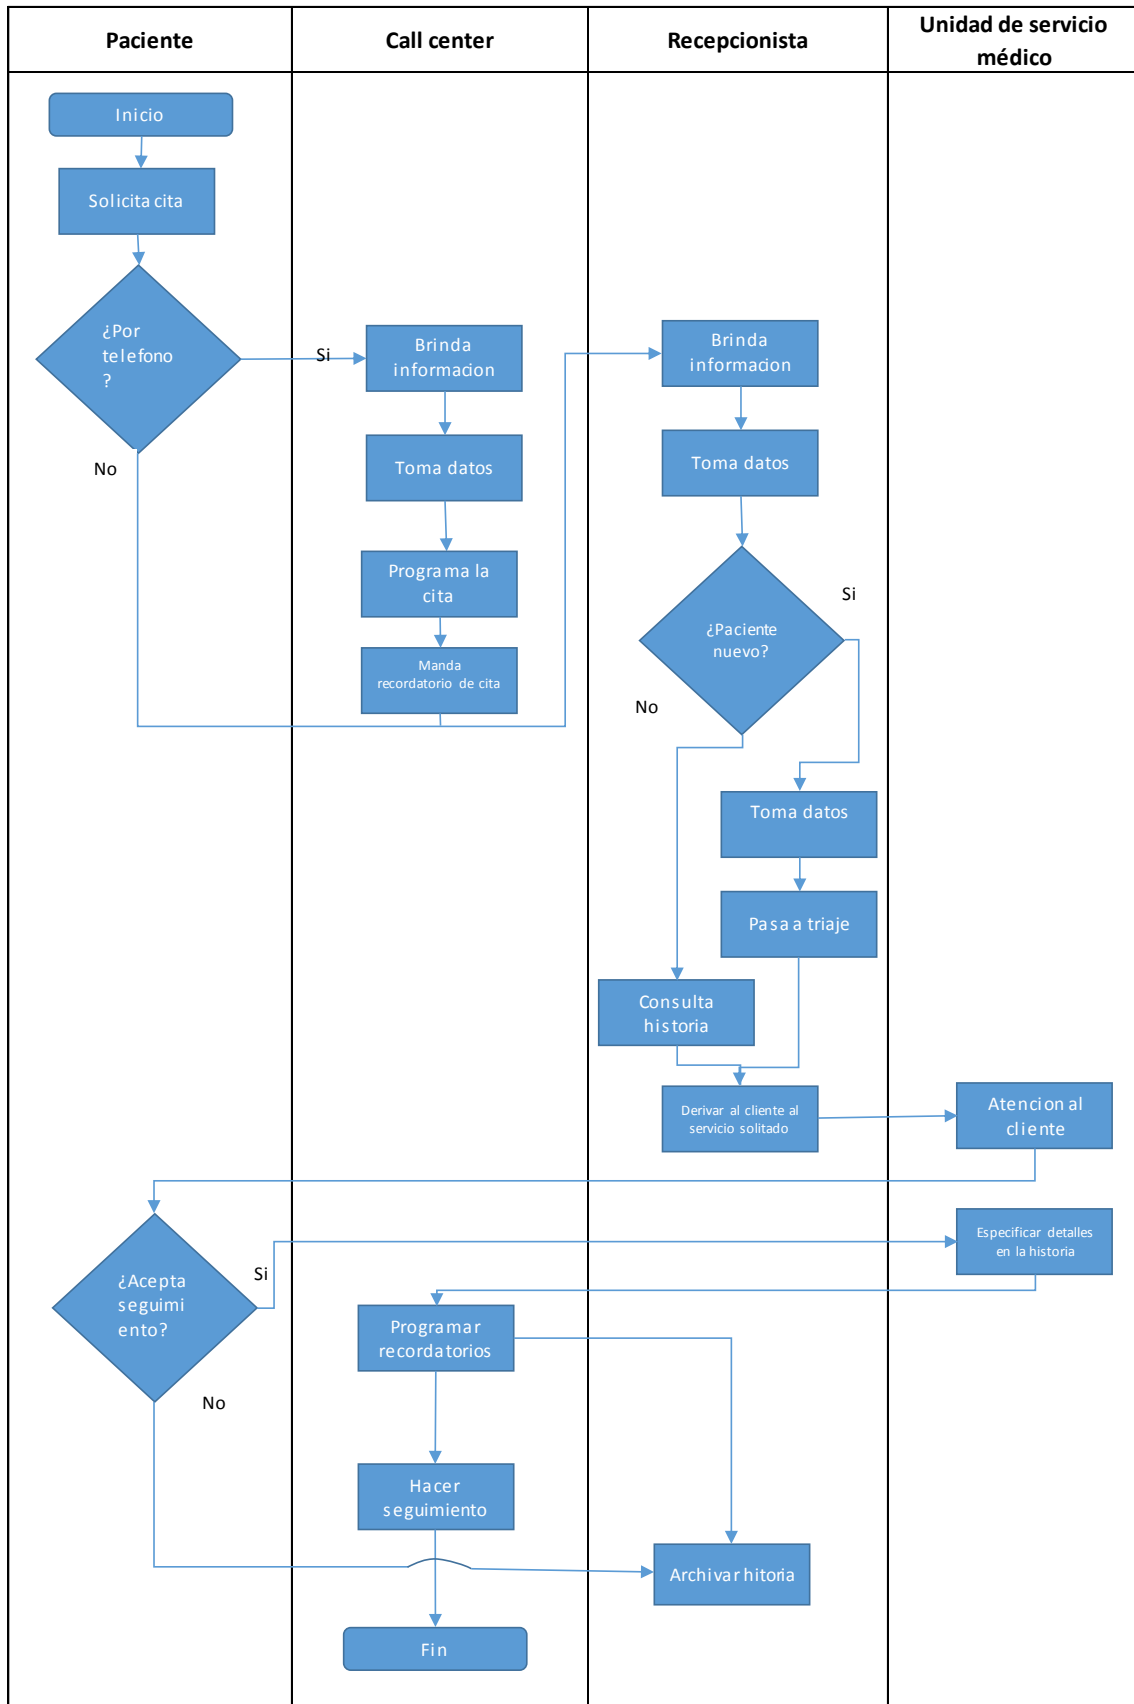 Paciente
Call center
Recepcionista
Unidad de servicio
médico
Inicio
Solicita cita
¿Por
telefono
?
Si
No
Brinda
informacion
Toma datos
Programa la
cita
Manda
recordatorio de cita
Brinda
informacion
Toma datos
¿Paciente
nuevo?
Si
No
Toma datos
Pasa a triaje
Consulta
historia
Derivar al cliente al
servicio solitado
Atencion al
cliente
¿Acepta
seguimi
ento?
Si
No
Especificar detalles
en la historia
Programar
recordatorios
Hacer
seguimiento
Archivar hitoria
Fin